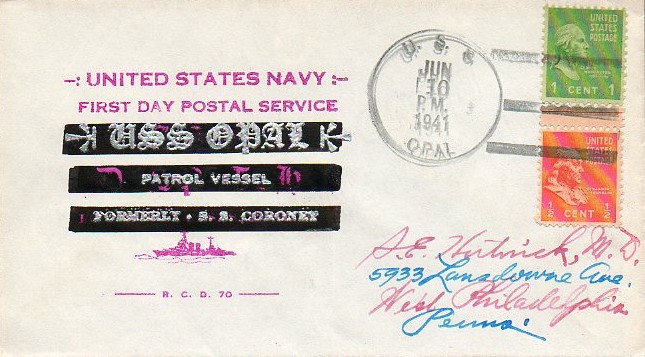 -: UNITED STATES NAVY :-
FIRST DAY POSTAL SERVICE
USS OPAL
PATROL VESSEL
FORMERLY - S. S. CORONET
R. C. D. 70
U. S. S.
JUN
10
P.M.
1941
OPAL
UNITED
STATES
POSTAGE
1 CENT 1
UNITED
STATES
POSTAGE
1/2 CENT 1/2
S.E. Hutnick, M.D.
5933 Lansdowne Ave.
West Philadelphia
Penna.